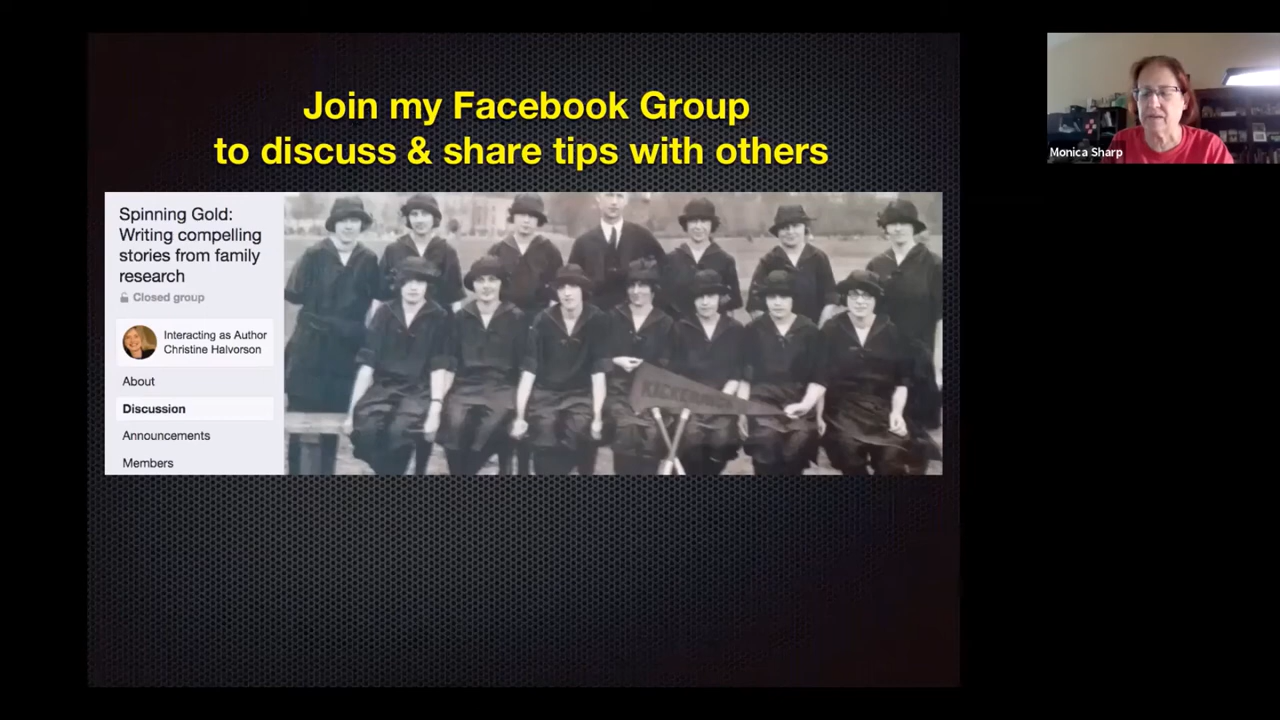 Join my Facebook Group
to discuss & share tips with others
Spinning Gold:
Writing compelling
stories from family
research
Closed group
Interacting as Author
Christine Halvorson
About
Discussion
Announcements
Members
Monica Sharp